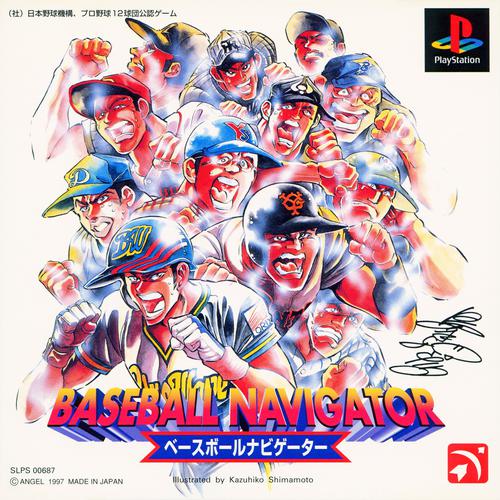 (社)日本野球機構、プロ野球12球団公認ゲーム
PlayStation
D
BW
BASEBALL NAVIGATOR
ベースボールナビゲーター
SLPS 00687
© ANGEL 1997 MADE IN JAPAN
Illustrated by Kazuhiko Shimamoto